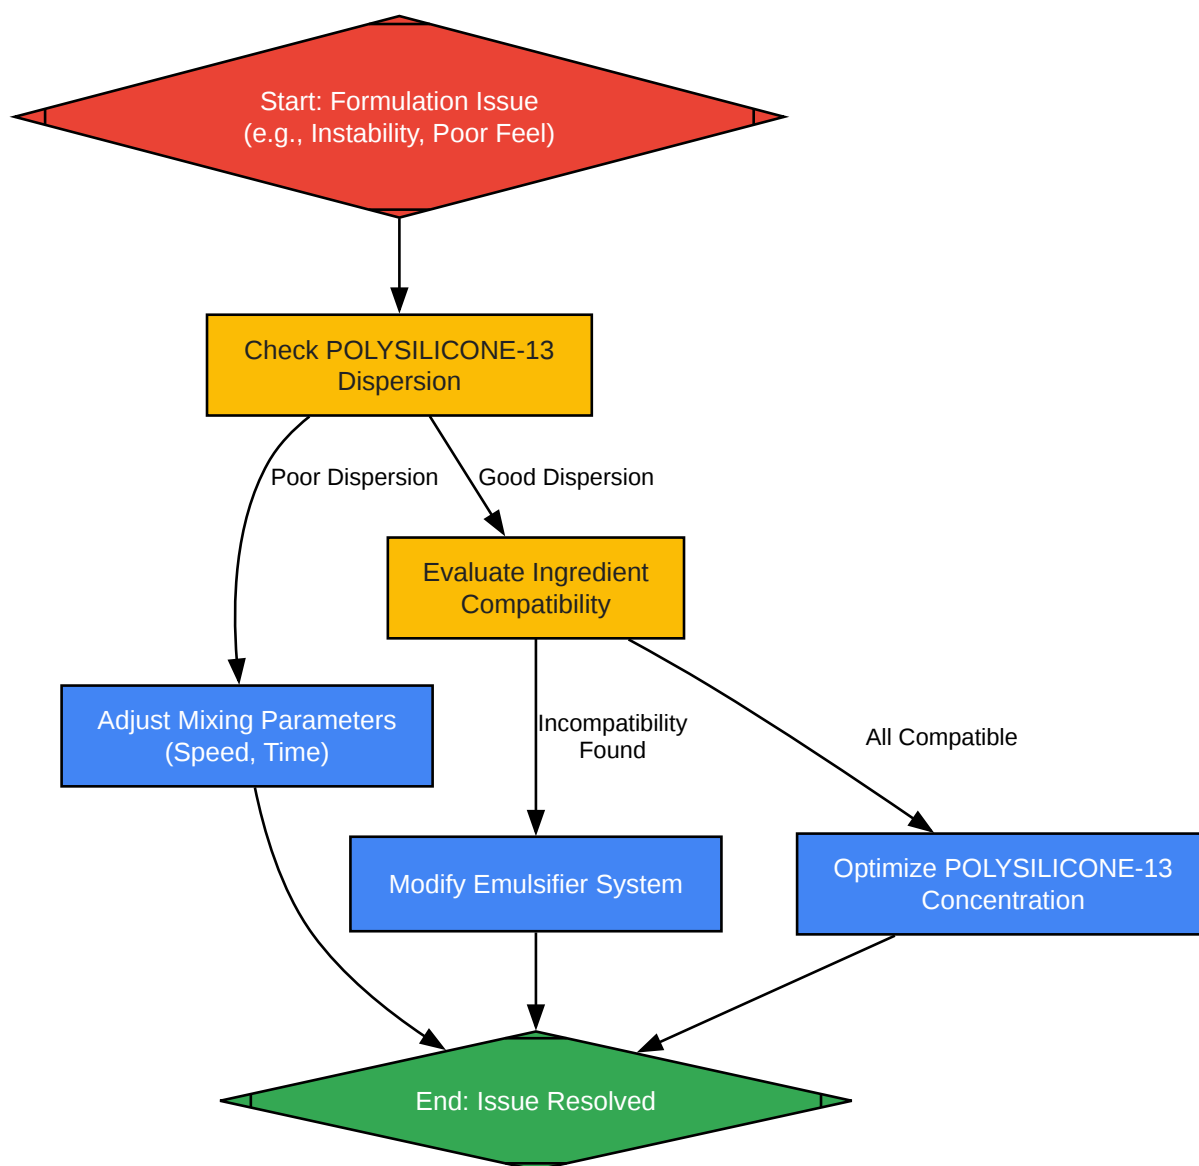 Start: Formulation Issue
(e.g., Instability, Poor Feel)
Check POLYSILICONE-13
Dispersion
Poor Dispersion
Good Dispersion
Evaluate Ingredient
Compatibility
Adjust Mixing Parameters
(Speed, Time)
Incompatibility
Found
All Compatible
Modify Emulsifier System
Optimize POLYSILICONE-13
Concentration
End: Issue Resolved